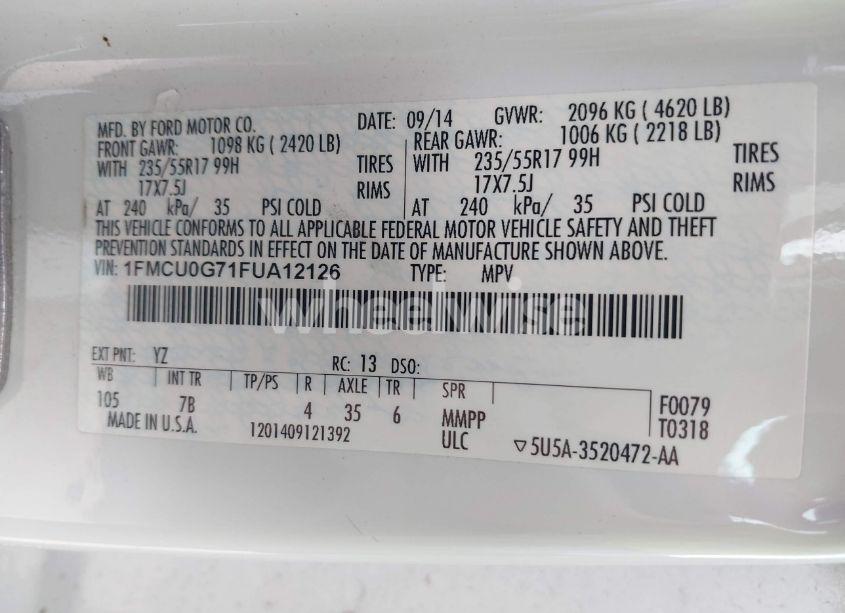 MFD. BY FORD MOTOR CO.
DATE: 09/14 GVWR: 2096 KG ( 4620 LB)
FRONT GAWR: 1098 KG ( 2420 LB)
WITH 235/55R17 99H TIRES
17X7.5J RIMS
AT 240 kPa/ 35 PSI COLD
REAR GAWR: 1006 KG ( 2218 LB)
WITH 235/55R17 99H TIRES
17X7.5J RIMS
AT 240 kPa/ 35 PSI COLD
THIS VEHICLE CONFORMS TO ALL APPLICABLE FEDERAL MOTOR VEHICLE SAFETY AND THEFT
PREVENTION STANDARDS IN EFFECT ON THE DATE OF MANUFACTURE SHOWN ABOVE.
VIN: 1FMCU0G71FUA12126 TYPE: MPV
wheelwise
EXT PNT: YZ RC: 13 DSO:
WB INT TR TP/PS R AXLE TR SPR
105 7B 4 35 6 MMPP F0079
MADE IN U.S.A. 1201409121392 ULC T0318
▽5U5A-3520472-AA